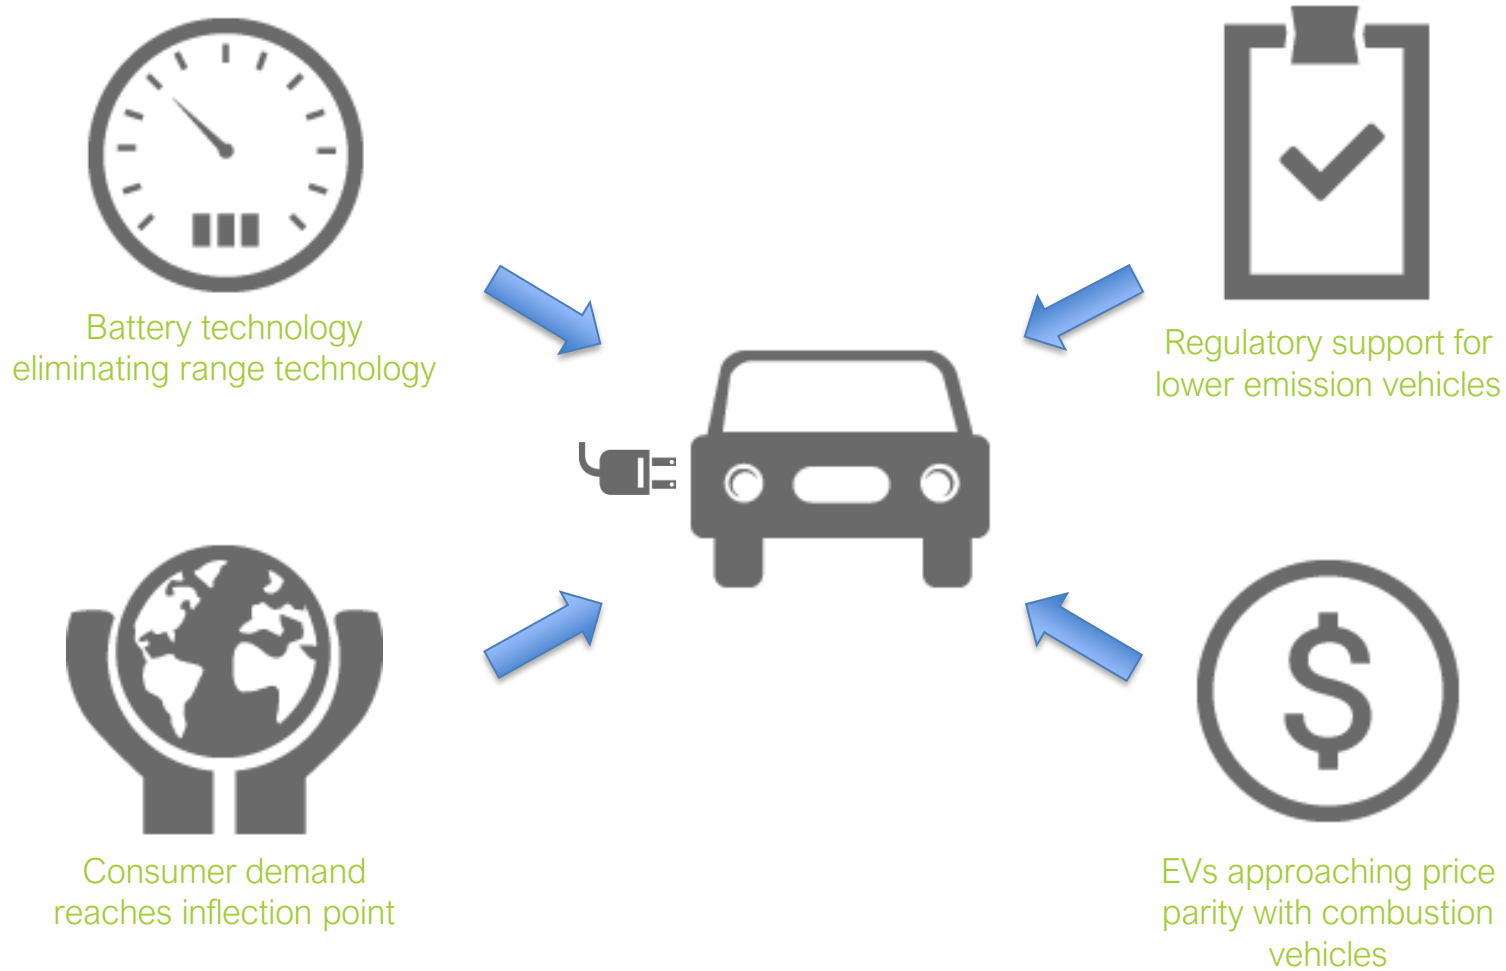 Battery technology
eliminating range technology
Regulatory support for
lower emission vehicles
Consumer demand
reaches inflection point
$
EVs approaching price
parity with combustion
vehicles